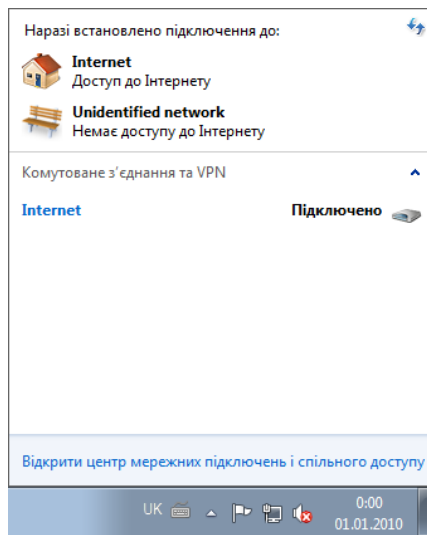 Наразі встановлено підключення до:
Internet
Доступ до Інтернету
Unidentified network
Немає доступу до Інтернету
Комутоване з’єднання та VPN
Internet Підключено
Відкрити центр мережних підключень і спільного доступу
UK 0:00
01.01.2010